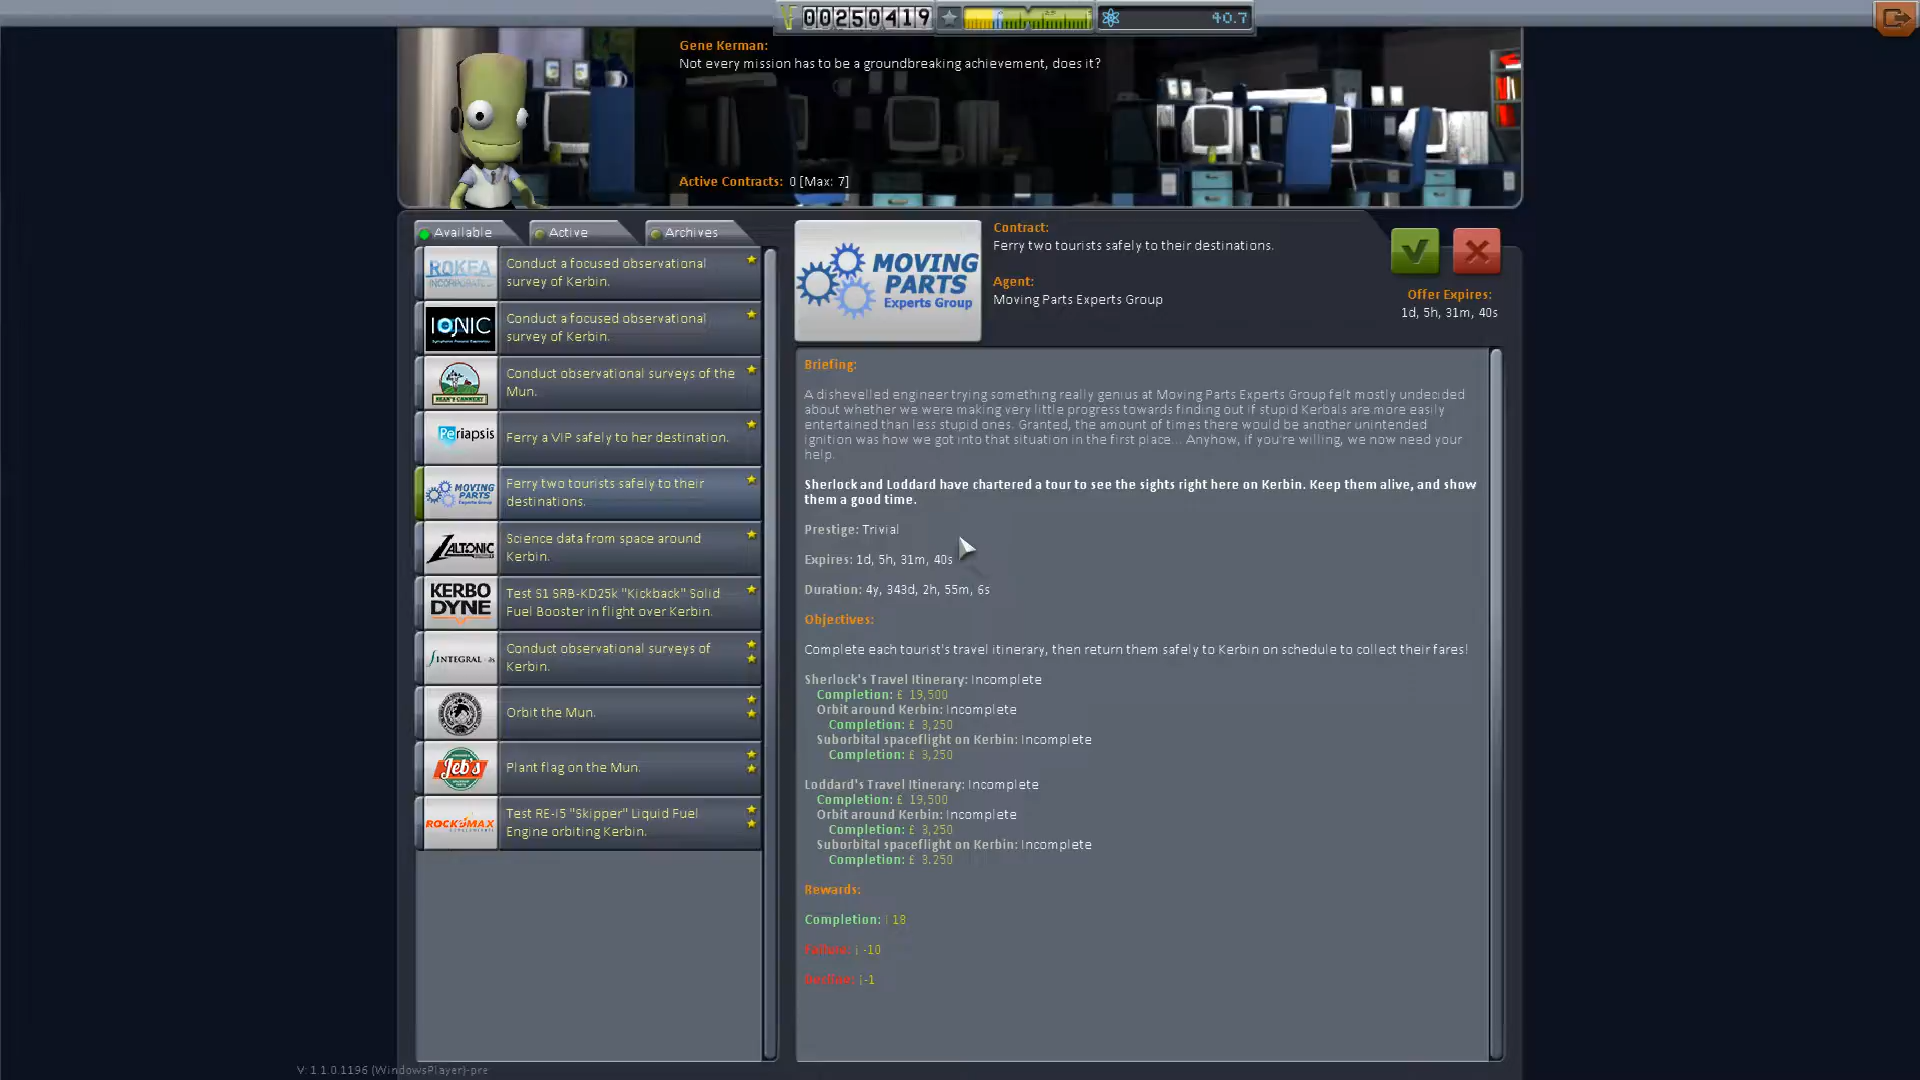 00250419
40.7
Gene Kerman:
Not every mission has to be a groundbreaking achievement, does it?
Active Contracts: 0 [Max: 7]
Available
Active
Archives
ROKEA
INCORPORATED
Conduct a focused observational
survey of Kerbin.
IONIC
Conduct a focused observational
survey of Kerbin.
Conduct observational surveys of the
Mun.
Periapsis
Ferry a VIP safely to her destination.
MOVING
PARTS
Ferry two tourists safely to their
destinations.
ZALTONIC
Science data from space around
Kerbin.
KERBO
DYNE
Test S1 SRB-KD25k "Kickback" Solid
Fuel Booster in flight over Kerbin.
INTEGRAL
Conduct observational surveys of
Kerbin.
Orbit the Mun.
Jeb's
Plant flag on the Mun.
ROCKOMAX
Test RE-I5 "Skipper" Liquid Fuel
Engine orbiting Kerbin.
MOVING
PARTS
Experts Group
Contract:
Ferry two tourists safely to their destinations.
Agent:
Moving Parts Experts Group
Offer Expires:
1d, 5h, 31m, 40s
Briefing:
A dishevelled engineer trying something really genius at Moving Parts Experts Group felt mostly undecided
about whether we were making very little progress towards finding out if stupid Kerbals are more easily
entertained than less stupid ones. Granted, the amount of times there would be another unintended
ignition was how we got into that situation in the first place... Anyhow, if you're willing, we now need your
help.
Sherlock and Loddard have chartered a tour to see the sights right here on Kerbin. Keep them alive, and show
them a good time.
Prestige: Trivial
Expires: 1d, 5h, 31m, 40s
Duration: 4y, 343d, 2h, 55m, 6s
Objectives:
Complete each tourist's travel itinerary, then return them safely to Kerbin on schedule to collect their fares!
Sherlock's Travel Itinerary: Incomplete
Completion: £ 19,500
Orbit around Kerbin: Incomplete
Completion: £ 3,250
Suborbital spaceflight on Kerbin: Incomplete
Completion: £ 3,250
Loddard's Travel Itinerary: Incomplete
Completion: £ 19,500
Orbit around Kerbin: Incomplete
Completion: £ 3,250
Suborbital spaceflight on Kerbin: Incomplete
Completion: £ 3,250
Rewards:
Completion: 18
Failure: -10
Decline: -1
V: 1.1.0.1196 (WindowsPlayer)-pre